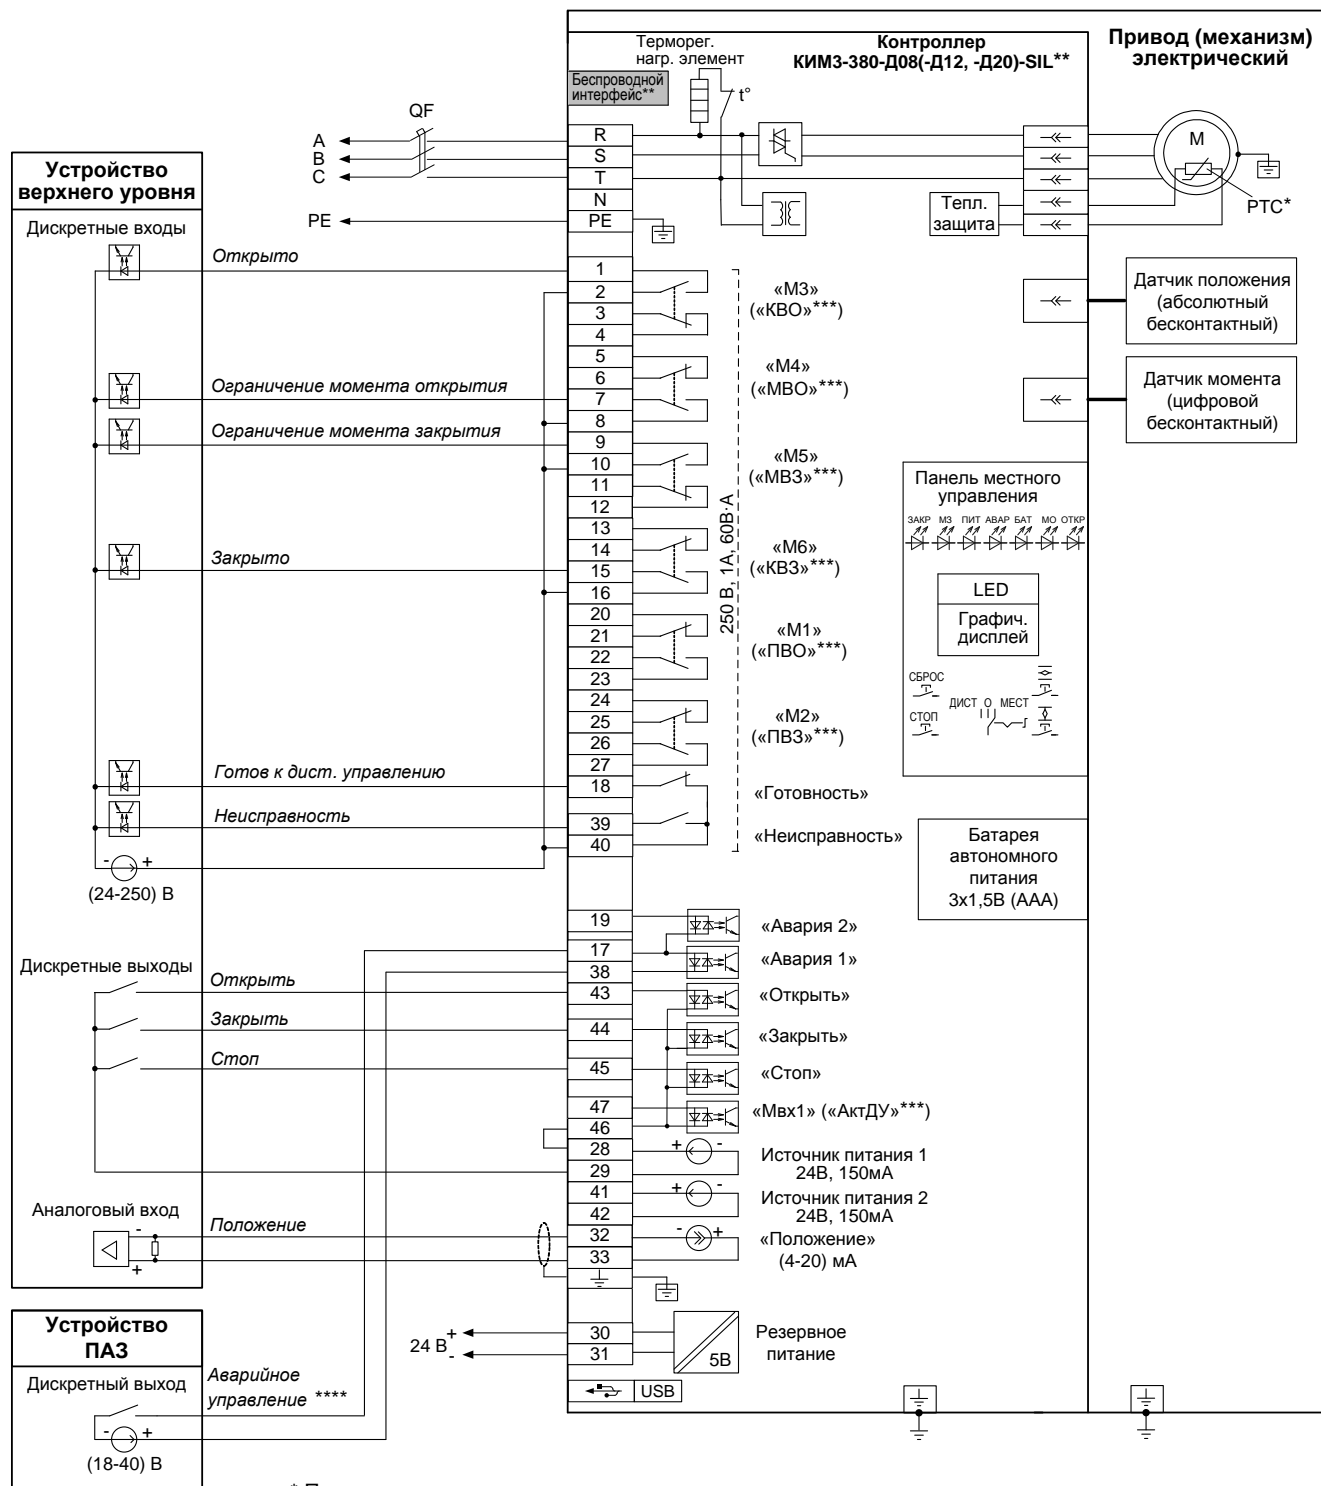 Терморег.
нагр. элемент
Контроллер
КИМ3-380-Д08(-Д12, -Д20)-SIL**
Привод (механизм)
электрический
Беспроводной
интерфейс**
t°
QF
A
B
C
PE
R
S
T
N
PE
M
PTC*
Тепл.
защита
Устройство
верхнего уровня
Дискретные входы
Открыто
Ограничение момента открытия
Ограничение момента закрытия
Закрыто
Готов к дист. управлению
Неисправность
- +
(24-250) В
1
2
3
4
5
6
7
8
9
10
11
12
13
14
15
16
20
21
22
23
24
25
26
27
18
39
40
«М3»
(«КВО»***)
«М4»
(«МВО»***)
«М5»
(«МВЗ»***)
«М6»
(«КВЗ»***)
«М1»
(«ПВО»***)
«М2»
(«ПВЗ»***)
«Готовность»
«Неисправность»
250 В, 1А, 60В·А
Датчик положения
(абсолютный
бесконтактный)
Датчик момента
(цифровой
бесконтактный)
Панель местного
управления
ЗАКР МЗ ПИТ АВАР БАТ МО ОТКР
LED
Графич.
дисплей
СБРОС
СТОП
ДИСТ О МЕСТ
Батарея
автономного
питания
3х1,5В (ААА)
Дискретные выходы
Открыть
Закрыть
Стоп
19
17
38
43
44
45
47
46
28
29
41
42
32
33
«Авария 2»
«Авария 1»
«Открыть»
«Закрыть»
«Стоп»
«Мвх1» («АктДУ»***)
+ -
Источник питания 1
24В, 150мА
+ -
Источник питания 2
24В, 150мА
- +
«Положение»
(4-20) мА
Аналоговый вход
-
+
Положение
24 В
+
-
30
31
5В
Резервное
питание
USB
Устройство
ПАЗ
Дискретный выход
Аварийное
управление ****
- +
(18-40) В